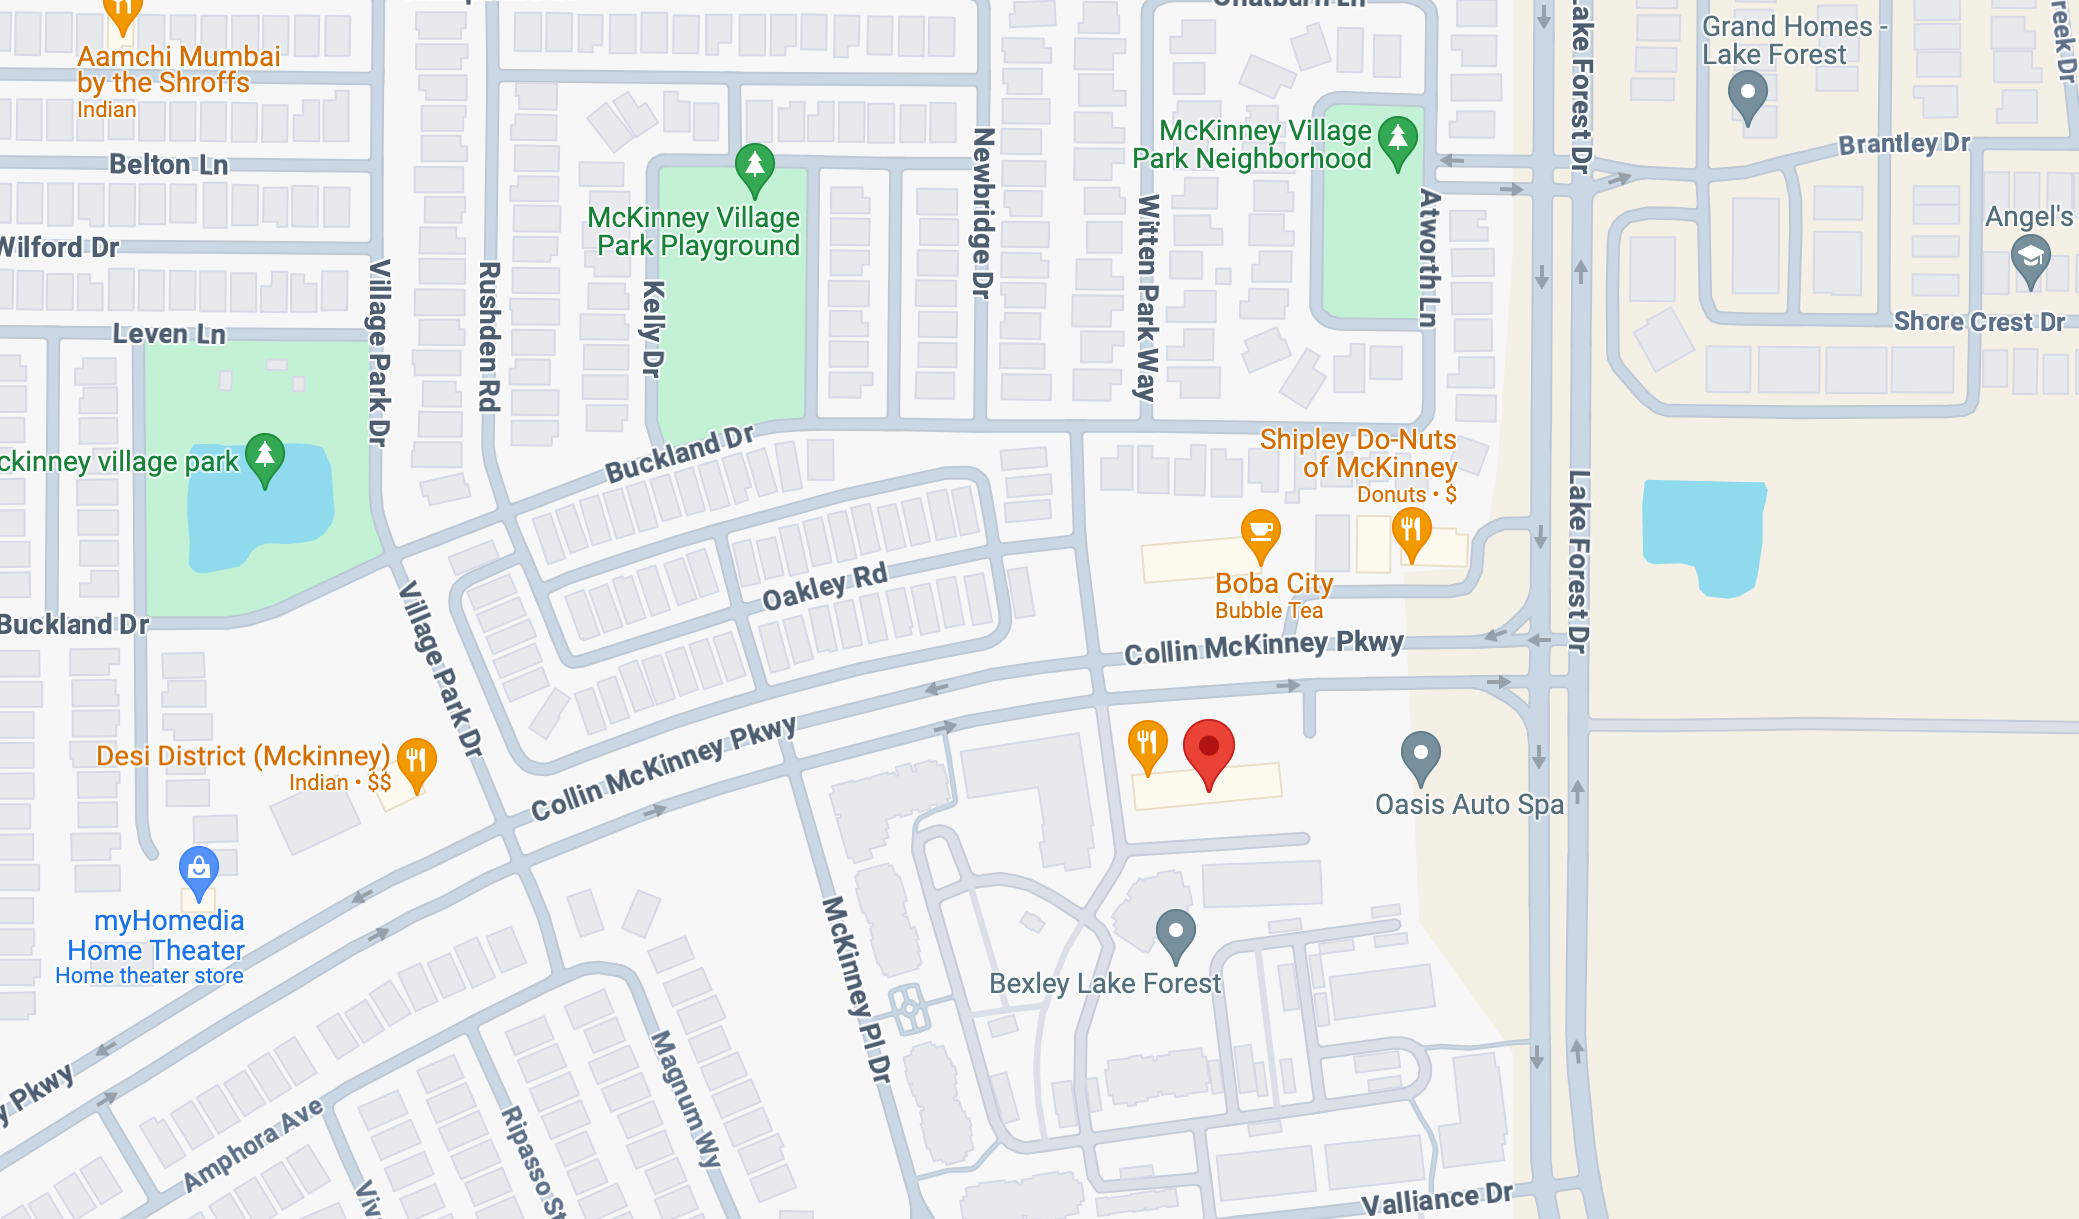 Chatburn Ln
Aamchi Mumbai
by the Shroffs
Indian
Belton Ln
Wilford Dr
Leven Ln
Village Park Dr
Rushden Rd
Kelly Dr
McKinney Village
Park Playground
Newbridge Dr
Witten Park Way
McKinney Village
Park Neighborhood
Atworth Ln
Lake Forest Dr
Grand Homes -
Lake Forest
Brantley Dr
reek Dr
Angel's
Shore Crest Dr
ckinney village park
Buckland Dr
Buckland Dr
Shipley Do-Nuts
of McKinney
Donuts • $
Boba City
Bubble Tea
Lake Forest Dr
Oakley Rd
Village Park Dr
Collin McKinney Pkwy
Collin McKinney Pkwy
Desi District (Mckinney)
Indian • $$
Oasis Auto Spa
myHomedia
Home Theater
Home theater store
McKinney Pl Dr
Bexley Lake Forest
y Pkwy
Amphora Ave
Magnum Wy
Ripasso St
Viva
Valliance Dr